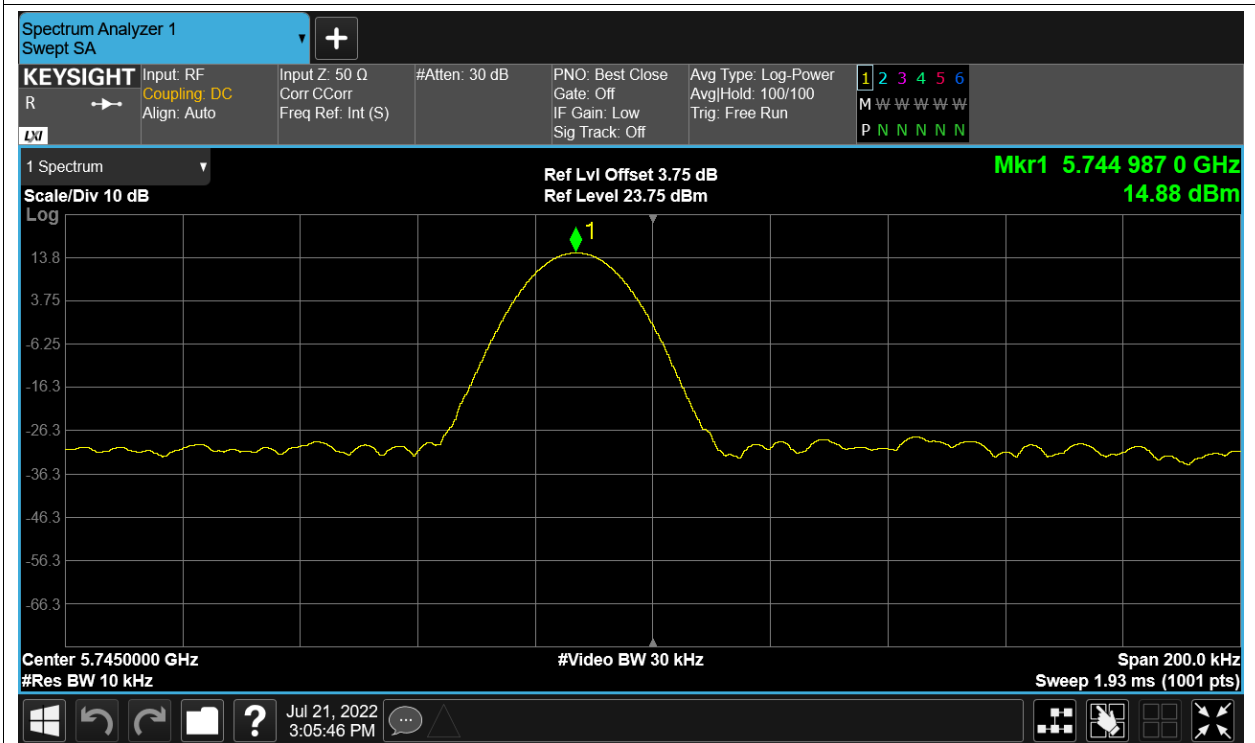 Spectrum Analyzer 1
Swept SA
KEYSIGHT
R
LXI
Input: RF
Coupling: DC
Align: Auto
Input Z: 50 Ω
Corr CCorr
Freq Ref: Int (S)
#Atten: 30 dB
PNO: Best Close
Gate: Off
IF Gain: Low
Sig Track: Off
Avg Type: Log-Power
Avg|Hold: 100/100
Trig: Free Run
1 2 3 4 5 6
M W W W W W
P N N N N N
1 Spectrum
Scale/Div 10 dB
Ref Lvl Offset 3.75 dB
Ref Level 23.75 dBm
Mkr1 5.744 987 0 GHz
14.88 dBm
Log
1
13.8
3.75
-6.25
-16.3
-26.3
-36.3
-46.3
-56.3
-66.3
Center 5.7450000 GHz
#Video BW 30 kHz
Span 200.0 kHz
#Res BW 10 kHz
Sweep 1.93 ms (1001 pts)
?
Jul 21, 2022
3:05:46 PM